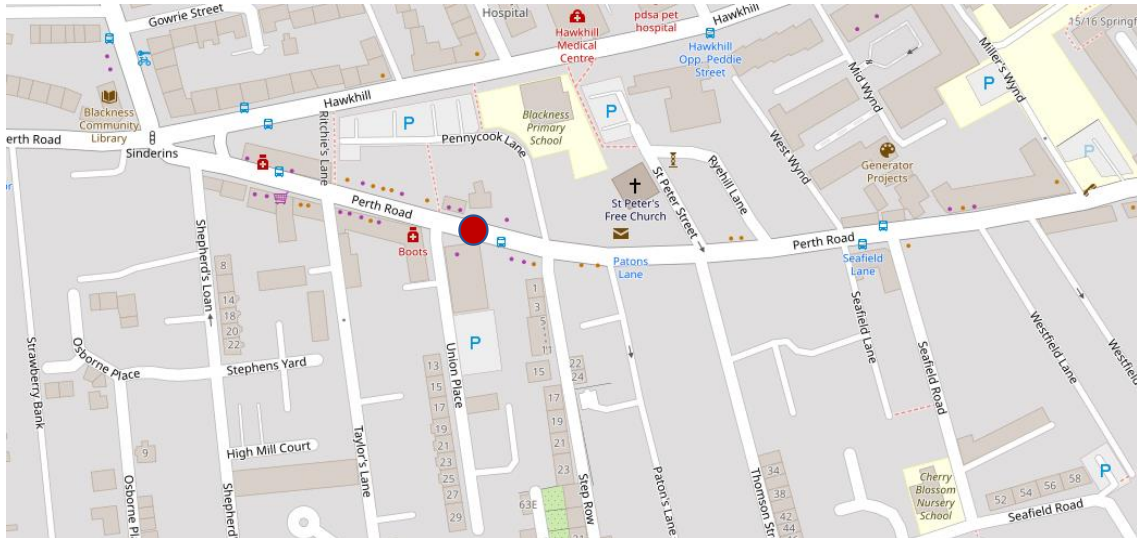 Gowrie Street
Hospital
Hawkhill
Medical
Centre
pdsa pet
hospital
Hawkhill
Hawkhill
Opp. Peddie
Street
15/16 Springf
Miller's Wynd
Mid Wynd
P
Blackness
Community
Library
Hawkhill
Ritchie's Lane
P
Pennycook Lane
Blackness
Primary
School
P
West Wynd
Generator
Projects
P
erth Road
Sinderins
Ryehill Lane
St Peter Street
St Peter's
Free Church
Perth Road
Shepherd's Loan
Boots
Patons
Lane
Perth Road
Seafield
Lane
8
14
18
20
22
1
3
5
11
15
22
24
Osborne Place
Stephens Yard
Strawberry Bank
P
Union Place
13
15
17
19
21
23
25
27
29
17
19
21
23
Seafield Lane
Seafield Road
Westfield Lane
Westfield
High Mill Court
9
Taylor's Lane
Osborne Pl
Shepherd'
63E
Step Row
Paton's Lane
Thomson Str
34
38
42
44
Cherry
Blossom
Nursery
School
52
54
56
58
P
Seafield Road